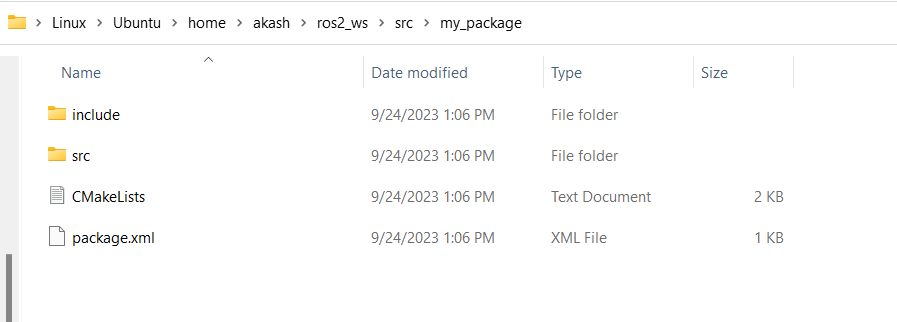 Linux > Ubuntu > home > akash > ros2_ws > src > my_package
Name Date modified Type Size
include 9/24/2023 1:06 PM File folder
src 9/24/2023 1:06 PM File folder
CMakeLists 9/24/2023 1:06 PM Text Document 2 KB
package.xml 9/24/2023 1:06 PM XML File 1 KB